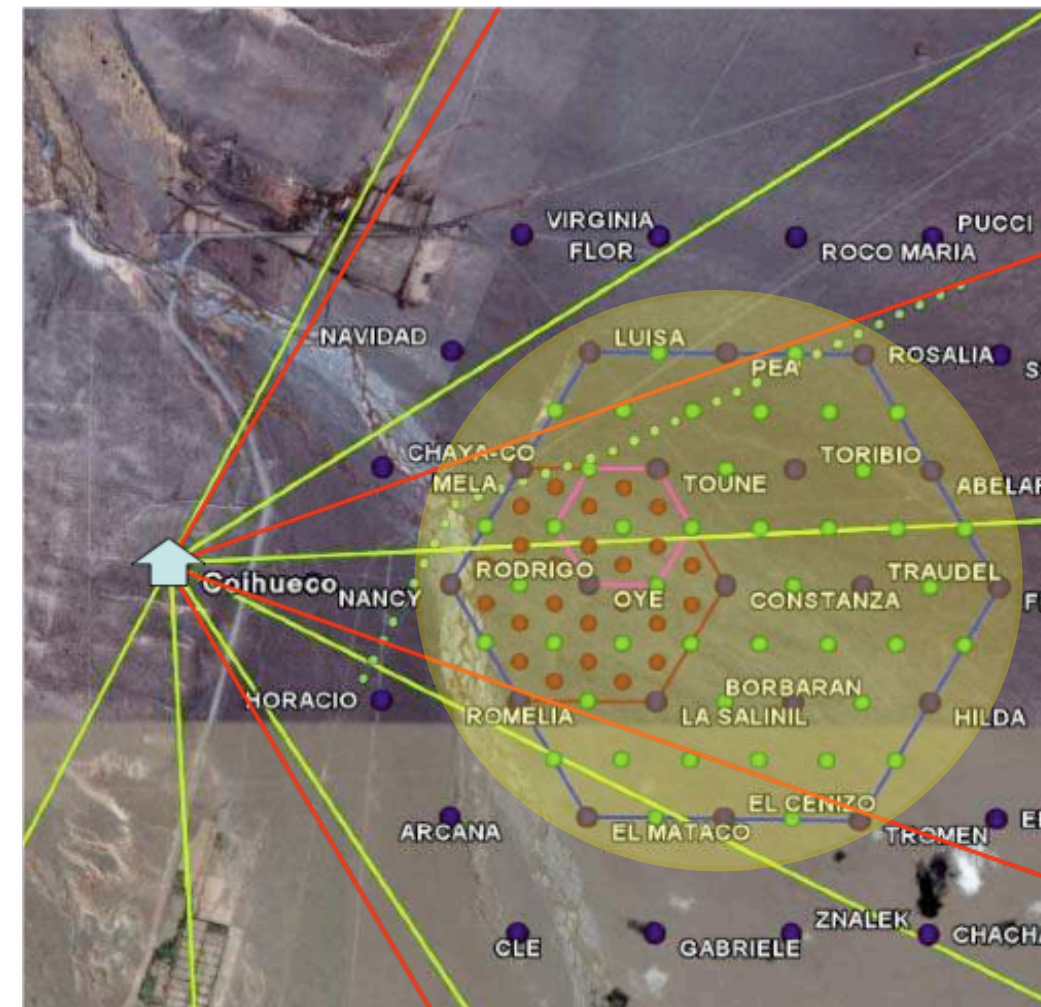 VIRGINIA
FLOR
PUCCI
ROCO MARIA
NAVIDAD
LUISA
PEA
ROSALIA
S
CHAYA-CO
MELA
TOUNE
TORIBIO
ABELAR
Coihueco
NANCY
RODRIGO
OYE
CONSTANZA
TRAUDEL
HORACIO
ROMELIA
LA SALINIL
BORBARAN
HILDA
ARCANA
EL MATACO
EL CENIZO
TROMEN
CLE
GABRIELE
ZNALEK
CHACHA